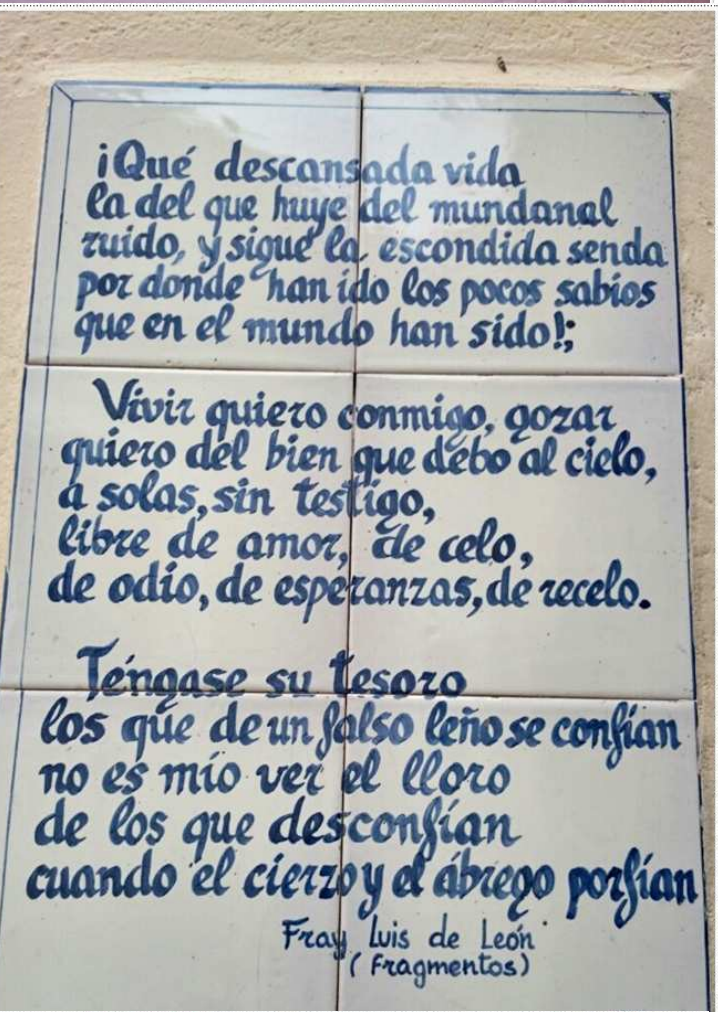 ¡Qué descansada vida
la del que huye del mundanal
ruido, y sigue la escondida senda
por donde han ido los pocos sabios
que en el mundo han sido!;
Vivir quiero conmigo, gozar
quiero del bien que debo al cielo,
a solas, sin testigo,
libre de amor, de celo,
de odio, de esperanzas, de recelo.
Téngase su tesoro
los que de un falso leño se confían
no es mío ver el lloro
de los que desconfían
cuando el cierzo y el ábrego porfían
Fray Luis de León
(Fragmentos)